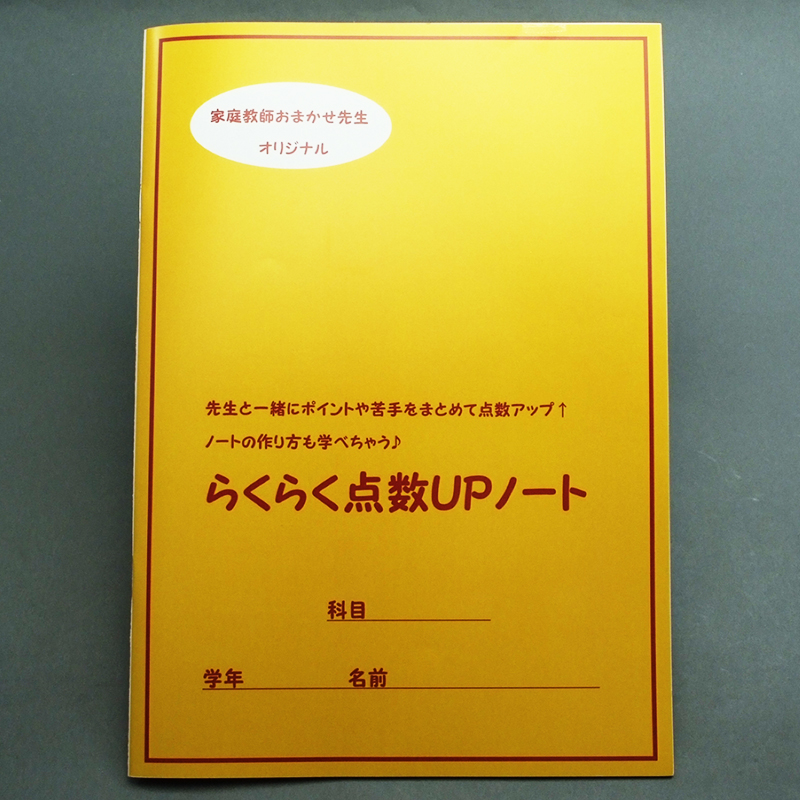 家庭教師おまかせ先生
オリジナル
先生と一緒にポイントや苦手をまとめて点数アップ↑
ノートの作り方も学べちゃう♪
らくらく点数UPノート
科目
学年 名前